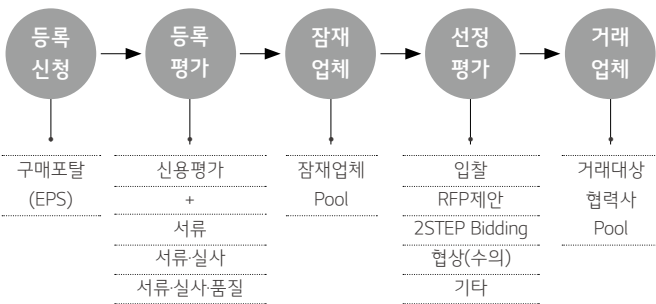 등록
신청
등록
평가
잠재
업체
선정
평가
거래
업체
구매포탈
(EPS)
신용평가
+
서류
서류·실사
서류·실사·품질
잠재업체
Pool
입찰
RFP제안
2STEP Bidding
협상(수의)
기타
거래대상
협력사
Pool